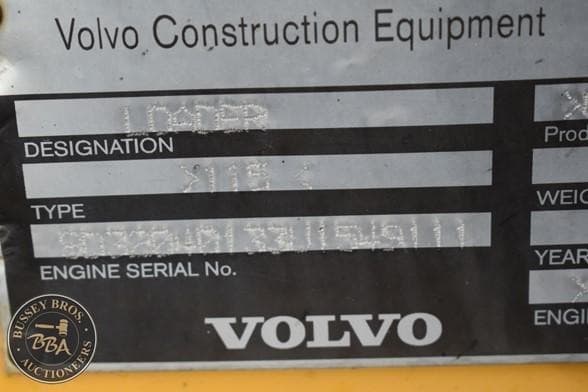 Volvo Construction Equipment
LOADER
DESIGNATION
Prod
TYPE
WEIG
YEAR
ENGINE SERIAL No.
ENGI
VOLVO
BUSSEY BROS.
BBA
AUCTIONEERS